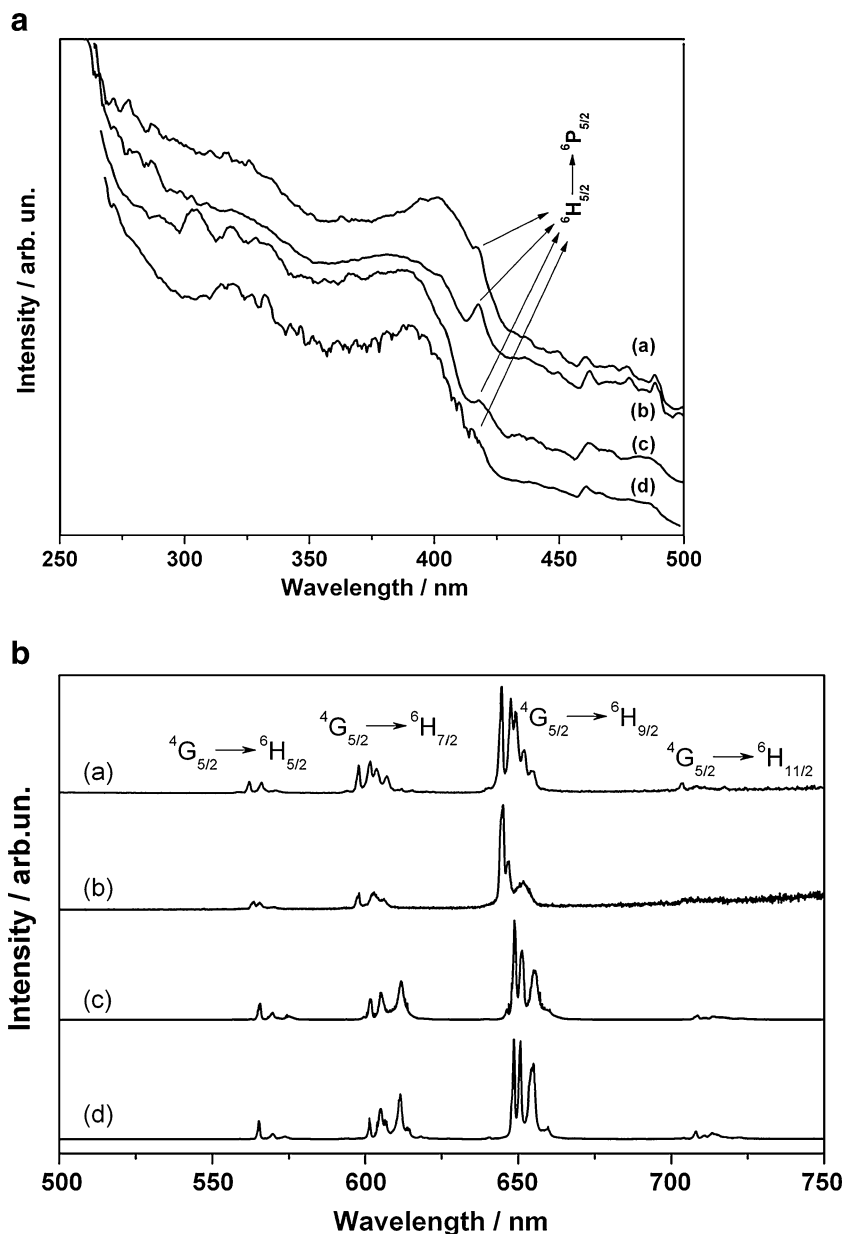 a
Intensity / arb. un.
⁶H₅/₂ → ⁶P₅/₂
(a)
(b)
(c)
(d)
250 300 350 400 450 500
Wavelength / nm
b
Intensity / arb.un.
⁴G₅/₂ → ⁶H₅/₂
⁴G₅/₂ → ⁶H₇/₂
⁴G₅/₂ → ⁶H₉/₂
⁴G₅/₂ → ⁶H₁₁/₂
(a)
(b)
(c)
(d)
500 550 600 650 700 750
Wavelength / nm